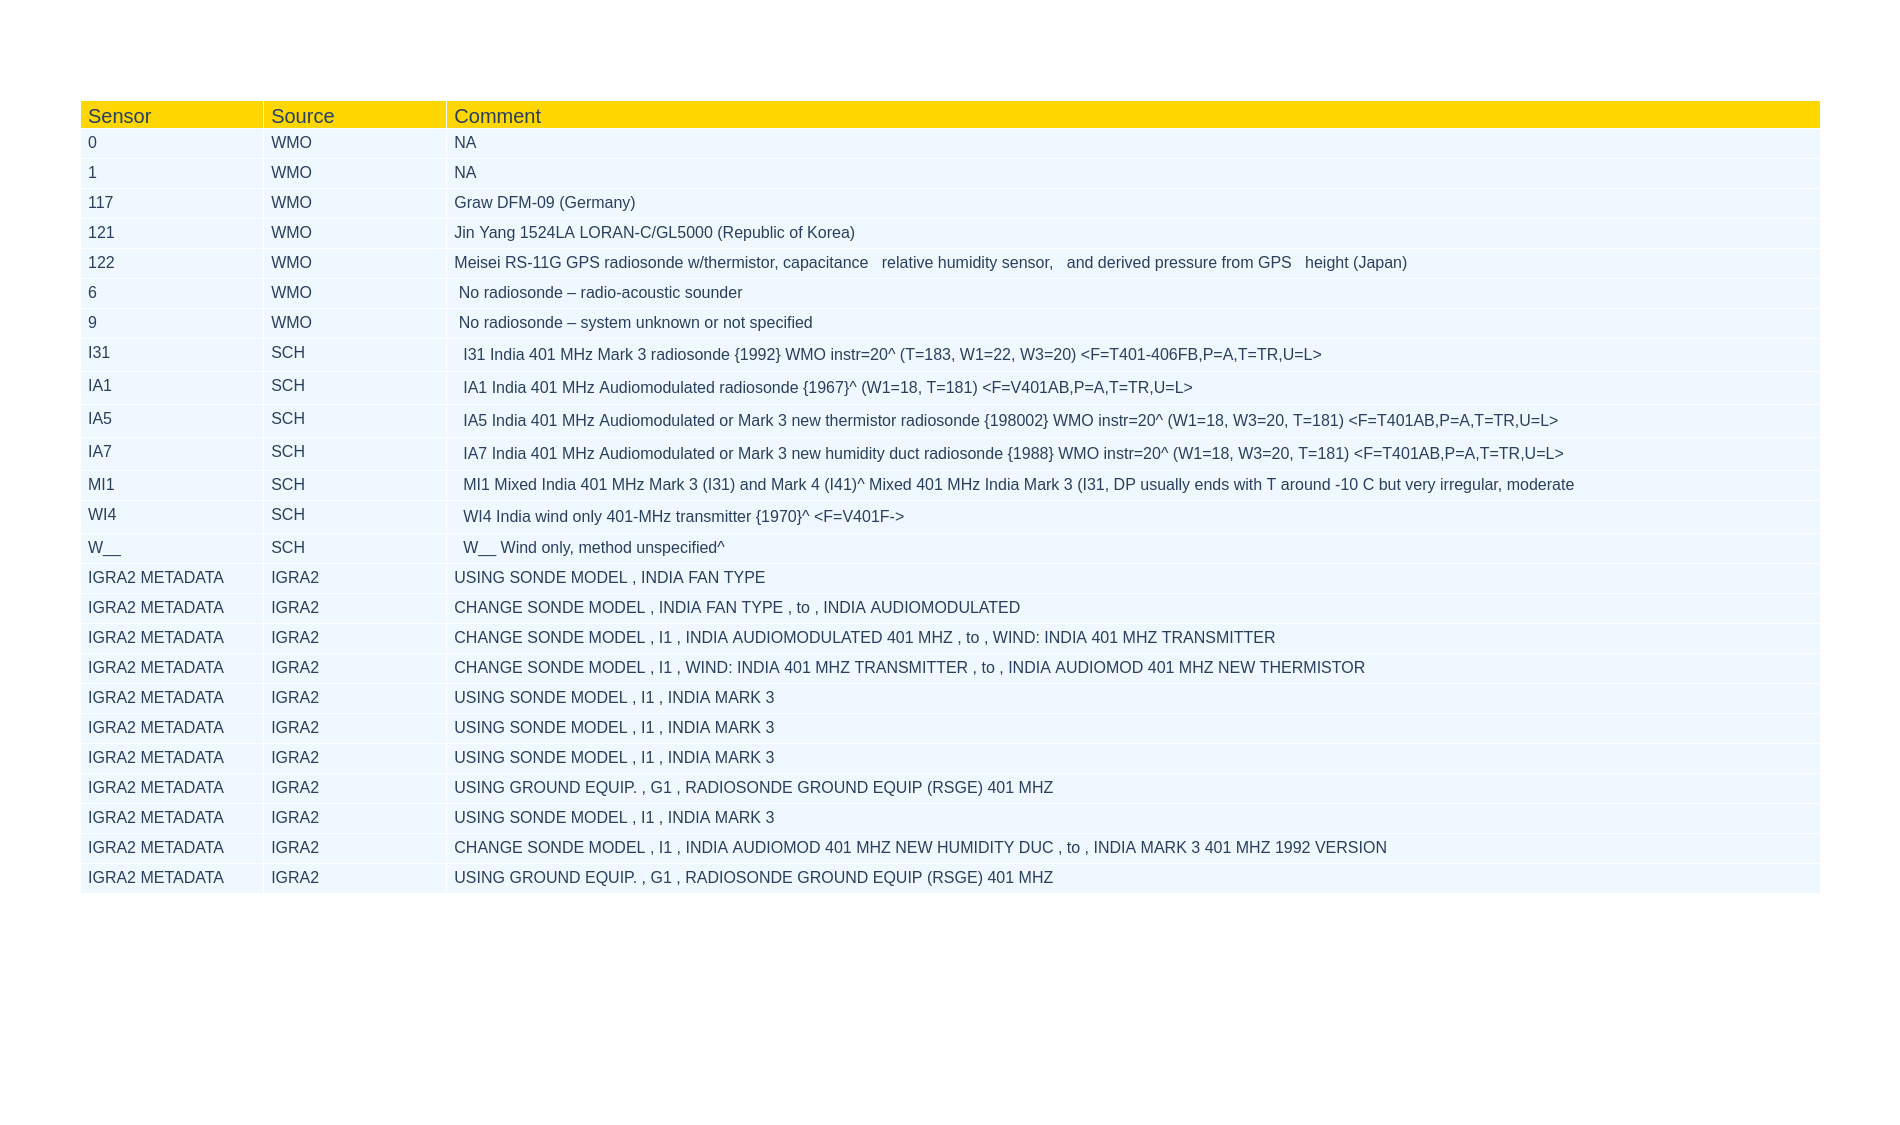 Sensor Source Comment
0 WMO NA
1 WMO NA
117 WMO Graw DFM-09 (Germany)
121 WMO Jin Yang 1524LA LORAN-C/GL5000 (Republic of Korea)
122 WMO Meisei RS-11G GPS radiosonde w/thermistor, capacitance relative humidity sensor, and derived pressure from GPS height (Japan)
6 WMO No radiosonde – radio-acoustic sounder
9 WMO No radiosonde – system unknown or not specified
I31 SCH I31 India 401 MHz Mark 3 radiosonde {1992} WMO instr=20^ (T=183, W1=22, W3=20) <F=T401-406FB,P=A,T=TR,U=L>
IA1 SCH IA1 India 401 MHz Audiomodulated radiosonde {1967}^ (W1=18, T=181) <F=V401AB,P=A,T=TR,U=L>
IA5 SCH IA5 India 401 MHz Audiomodulated or Mark 3 new thermistor radiosonde {198002} WMO instr=20^ (W1=18, W3=20, T=181) <F=T401AB,P=A,T=TR,U=L>
IA7 SCH IA7 India 401 MHz Audiomodulated or Mark 3 new humidity duct radiosonde {1988} WMO instr=20^ (W1=18, W3=20, T=181) <F=T401AB,P=A,T=TR,U=L>
MI1 SCH MI1 Mixed India 401 MHz Mark 3 (I31) and Mark 4 (I41)^ Mixed 401 MHz India Mark 3 (I31, DP usually ends with T around -10 C but very irregular, moderate
WI4 SCH WI4 India wind only 401-MHz transmitter {1970}^ <F=V401F->
W__ SCH W__ Wind only, method unspecified^
IGRA2 METADATA IGRA2 USING SONDE MODEL , INDIA FAN TYPE
IGRA2 METADATA IGRA2 CHANGE SONDE MODEL , INDIA FAN TYPE , to , INDIA AUDIOMODULATED
IGRA2 METADATA IGRA2 CHANGE SONDE MODEL , I1 , INDIA AUDIOMODULATED 401 MHZ , to , WIND: INDIA 401 MHZ TRANSMITTER
IGRA2 METADATA IGRA2 CHANGE SONDE MODEL , I1 , WIND: INDIA 401 MHZ TRANSMITTER , to , INDIA AUDIOMOD 401 MHZ NEW THERMISTOR
IGRA2 METADATA IGRA2 USING SONDE MODEL , I1 , INDIA MARK 3
IGRA2 METADATA IGRA2 USING SONDE MODEL , I1 , INDIA MARK 3
IGRA2 METADATA IGRA2 USING SONDE MODEL , I1 , INDIA MARK 3
IGRA2 METADATA IGRA2 USING GROUND EQUIP. , G1 , RADIOSONDE GROUND EQUIP (RSGE) 401 MHZ
IGRA2 METADATA IGRA2 USING SONDE MODEL , I1 , INDIA MARK 3
IGRA2 METADATA IGRA2 CHANGE SONDE MODEL , I1 , INDIA AUDIOMOD 401 MHZ NEW HUMIDITY DUC , to , INDIA MARK 3 401 MHZ 1992 VERSION
IGRA2 METADATA IGRA2 USING GROUND EQUIP. , G1 , RADIOSONDE GROUND EQUIP (RSGE) 401 MHZ